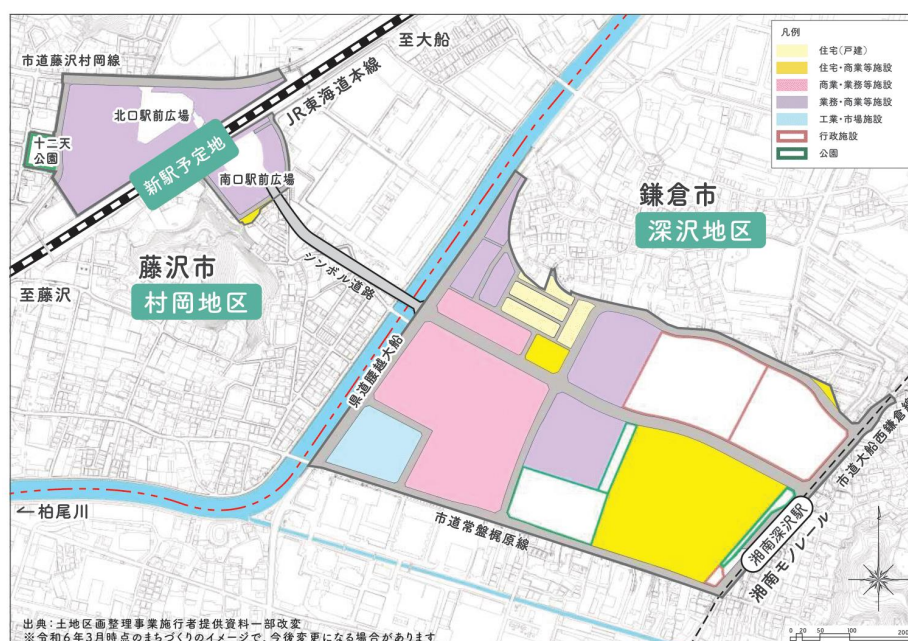 至大船
市道藤沢村岡線
JR東海道本線
北口駅前広場
十二天
公園
新駅予定地
南口駅前広場
シンボル道路
藤沢市
村岡地区
至藤沢
鎌倉市
深沢地区
県道腰越大船
市道大船西鎌倉線
湘南深沢駅
湘南モノレール
市道常盤梶原線
←柏尾川
凡例
住宅(戸建)
住宅・商業等施設
商業・業務等施設
業務・商業等施設
工業・市場施設
行政施設
公園
0 20 50 100 200
出典:土地区画整理事業施行者提供資料一部改変
※令和6年3月時点のまちづくりのイメージで、今後変更になる場合があります